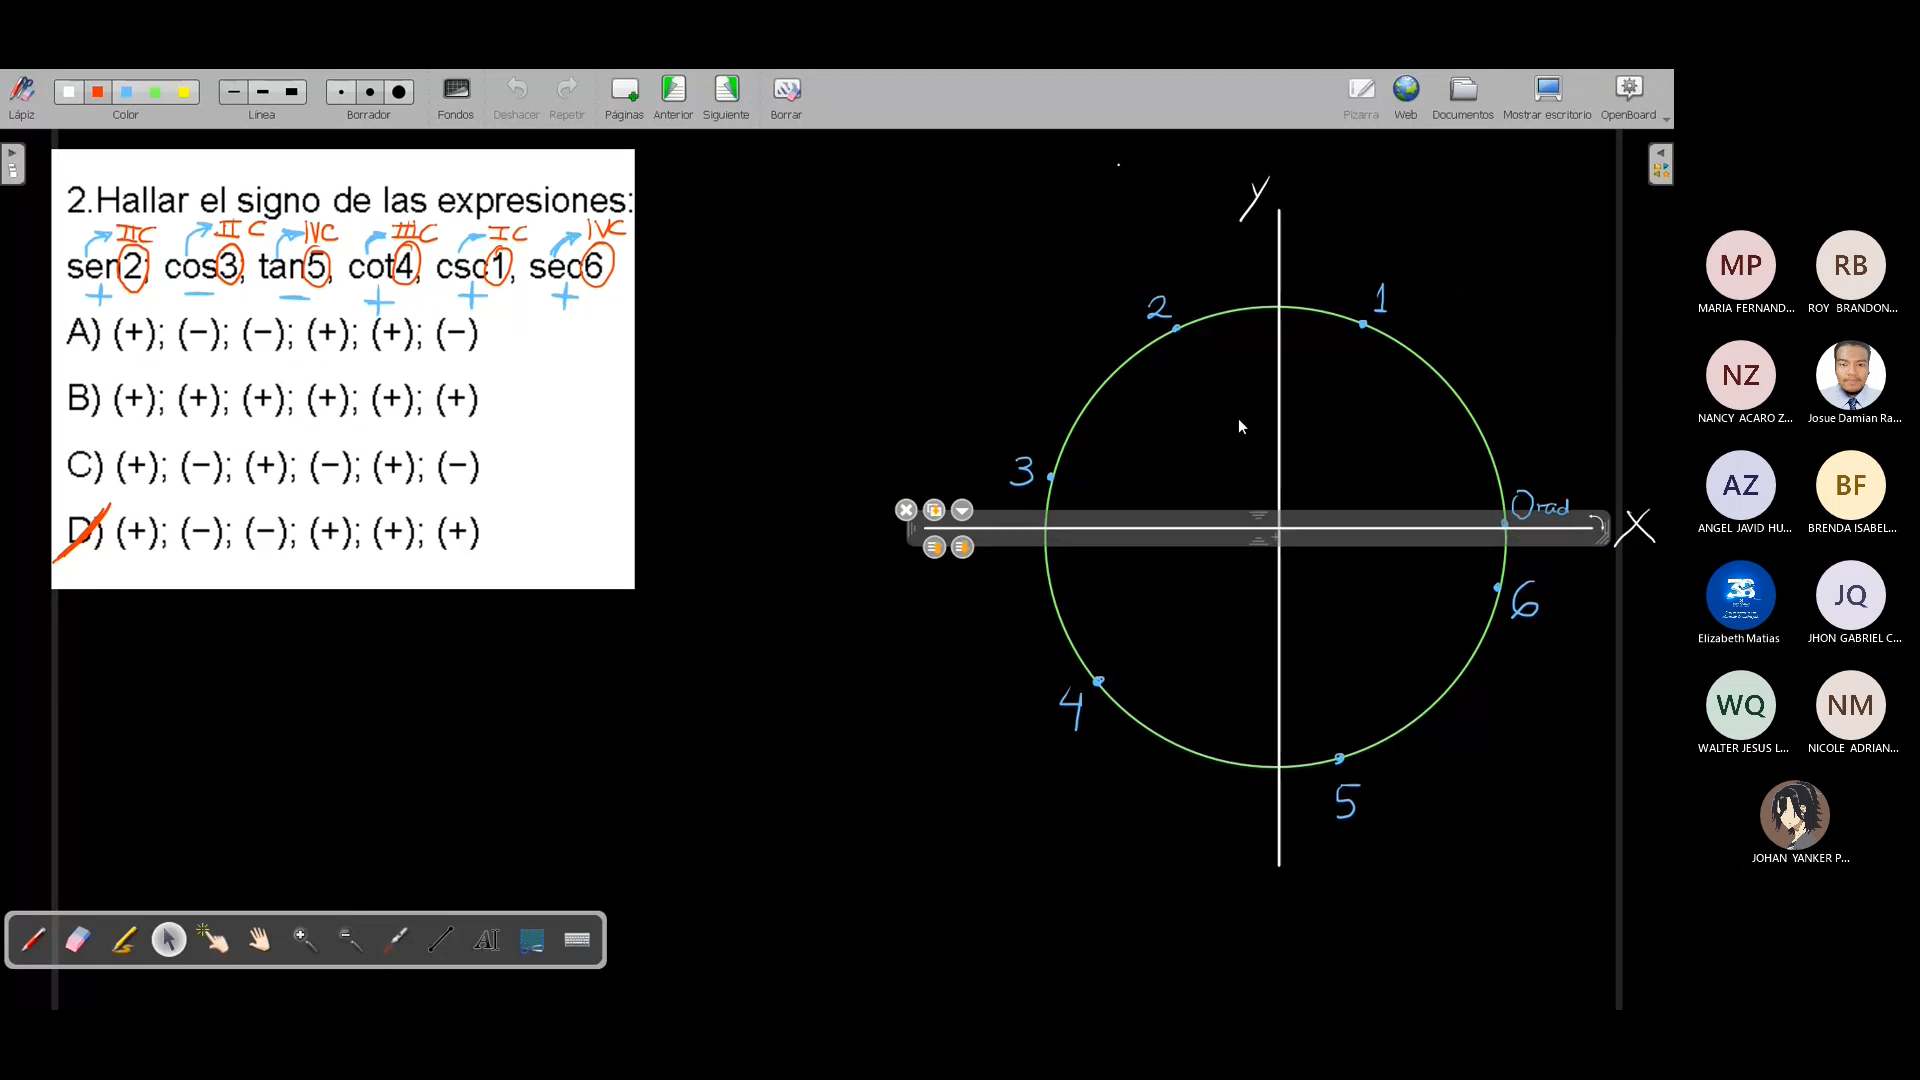 Lápiz
Color
Línea
Borrador
Fondos
Deshacer
Repetir
Páginas
Anterior
Siguiente
Borrar
Pizarra
Web
Documentos
Mostrar escritorio
OpenBoard
2.Hallar el signo de las expresiones:
IIC IIC IVC IIIC IC IVC
sen2; cos3; tan5, cot4, csc1, sec6
+ − − + + +
A) (+); (−); (−); (+); (+); (−)
B) (+); (+); (+); (+); (+); (+)
C) (+); (−); (+); (−); (+); (−)
D) (+); (−); (−); (+); (+); (+)
y
2
1
3
0rad
X
6
4
5
AI
MP
MARIA FERNAND...
RB
ROY BRANDON...
NZ
NANCY ACARO Z...
Josue Damian Ra...
AZ
ANGEL JAVID HU...
BF
BRENDA ISABEL...
3B
Elizabeth Matias
JQ
JHON GABRIEL C...
WQ
WALTER JESUS L...
NM
NICOLE ADRIAN...
JOHAN YANKER P...